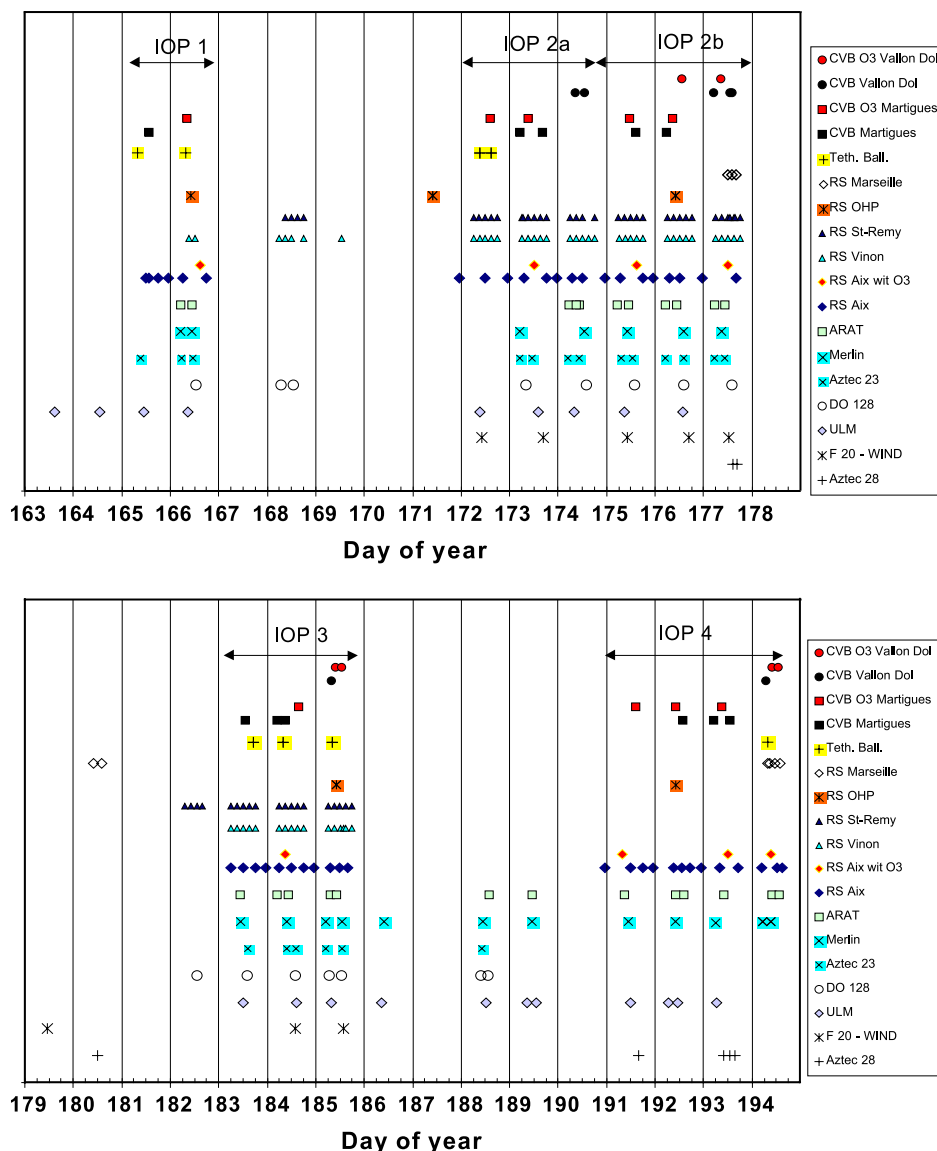 IOP 1
IOP 2a
IOP 2b
CVB O3 Vallon Dol
CVB Vallon Dol
CVB O3 Martigues
CVB Martigues
Teth. Ball.
RS Marseille
RS OHP
RS St-Remy
RS Vinon
RS Aix wit O3
RS Aix
ARAT
Merlin
Aztec 23
DO 128
ULM
F 20 - WIND
Aztec 28
163 164 165 166 167 168 169 170 171 172 173 174 175 176 177 178
Day of year
IOP 3
IOP 4
CVB O3 Vallon Dol
CVB Vallon Dol
CVB O3 Martigues
CVB Martigues
Teth. Ball.
RS Marseille
RS OHP
RS St-Remy
RS Vinon
RS Aix wit O3
RS Aix
ARAT
Merlin
Aztec 23
DO 128
ULM
F 20 - WIND
Aztec 28
179 180 181 182 183 184 185 186 187 188 189 190 191 192 193 194
Day of year